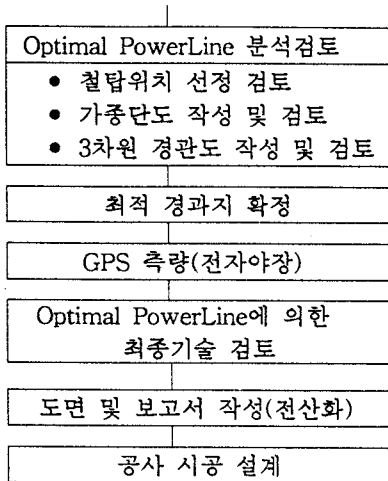 Optimal PowerLine 분석검토
● 철탑위치 선정 검토
● 가종단도 작성 및 검토
● 3차원 경관도 작성 및 검토
최적 경과지 확정
GPS 측량(전자야장)
Optimal PowerLine에 의한
최종기술 검토
도면 및 보고서 작성(전산화)
공사 시공 설계